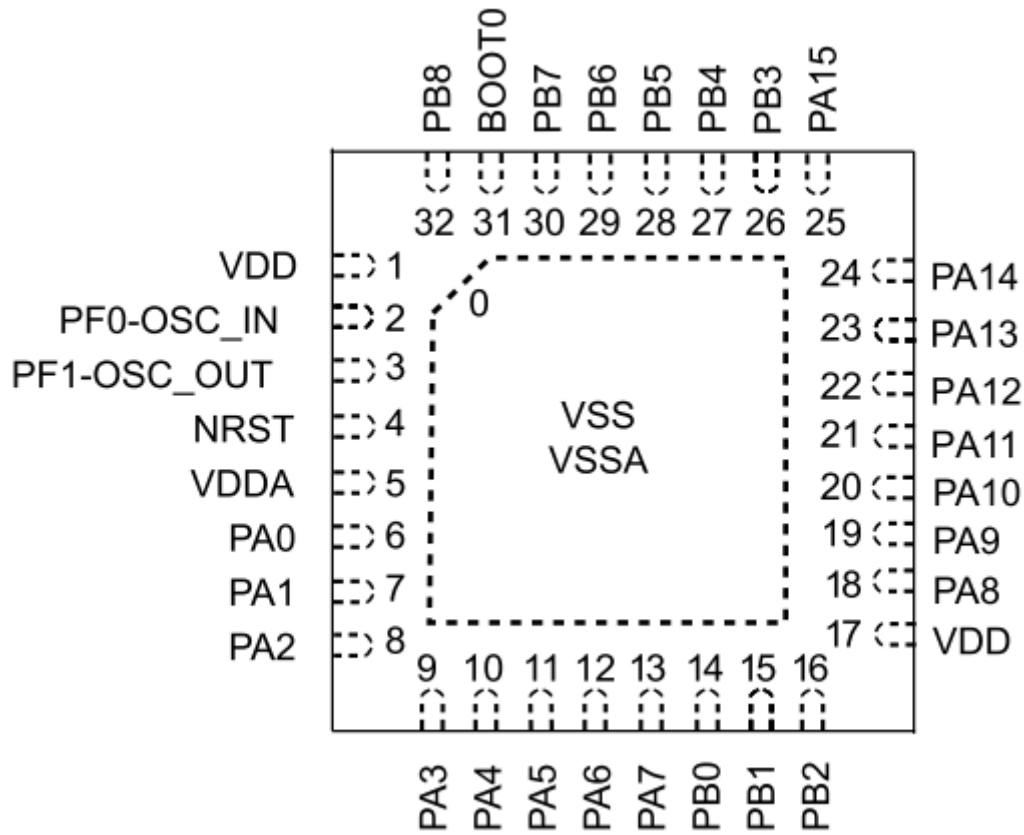 PB8 BOOT0 PB7 PB6 PB5 PB4 PB3 PA15
32 31 30 29 28 27 26 25
VDD 1
PF0-OSC_IN 2
PF1-OSC_OUT 3
NRST 4
VDDA 5
PA0 6
PA1 7
PA2 8
0
VSS
VSSA
24 PA14
23 PA13
22 PA12
21 PA11
20 PA10
19 PA9
18 PA8
17 VDD
9 10 11 12 13 14 15 16
PA3 PA4 PA5 PA6 PA7 PB0 PB1 PB2